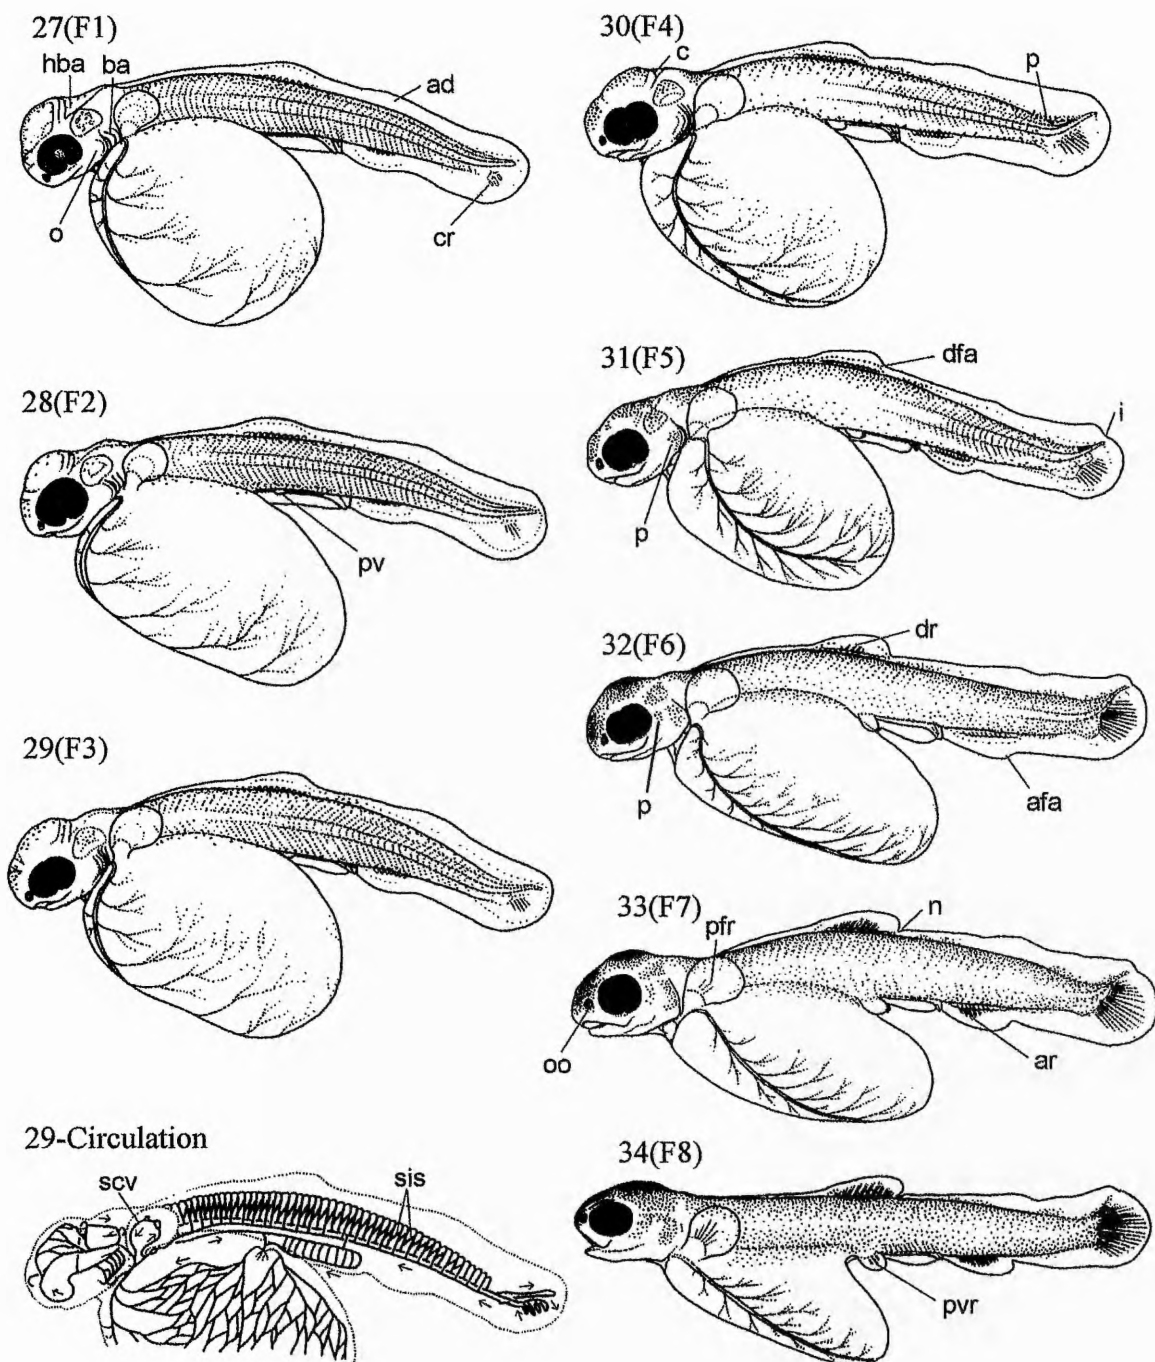 27(F1)
hba
ba
ad
o
cr
28(F2)
pv
29(F3)
29-Circulation
scv
sis
30(F4)
c
p
31(F5)
dfa
i
p
32(F6)
dr
p
afa
33(F7)
pfr
n
oo
ar
34(F8)
pvr